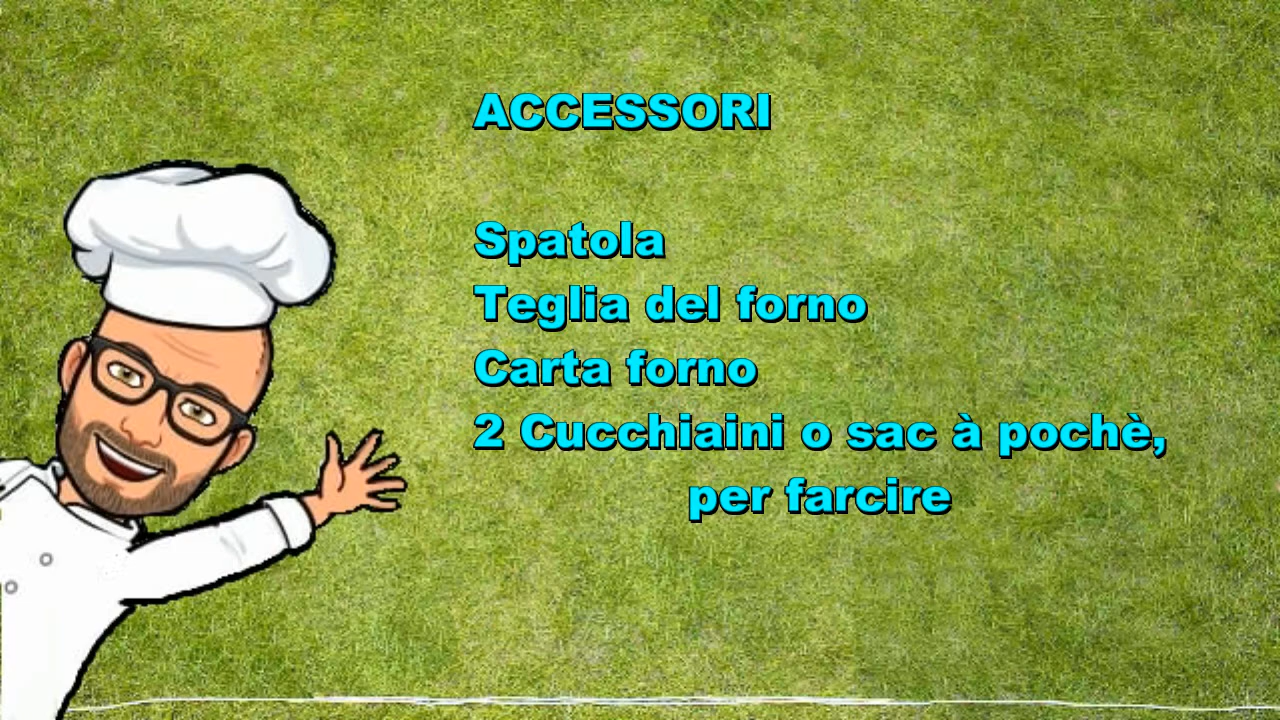 ACCESSORI
Spatola
Teglia del forno
Carta forno
2 Cucchiaini o sac à pochè,
per farcire